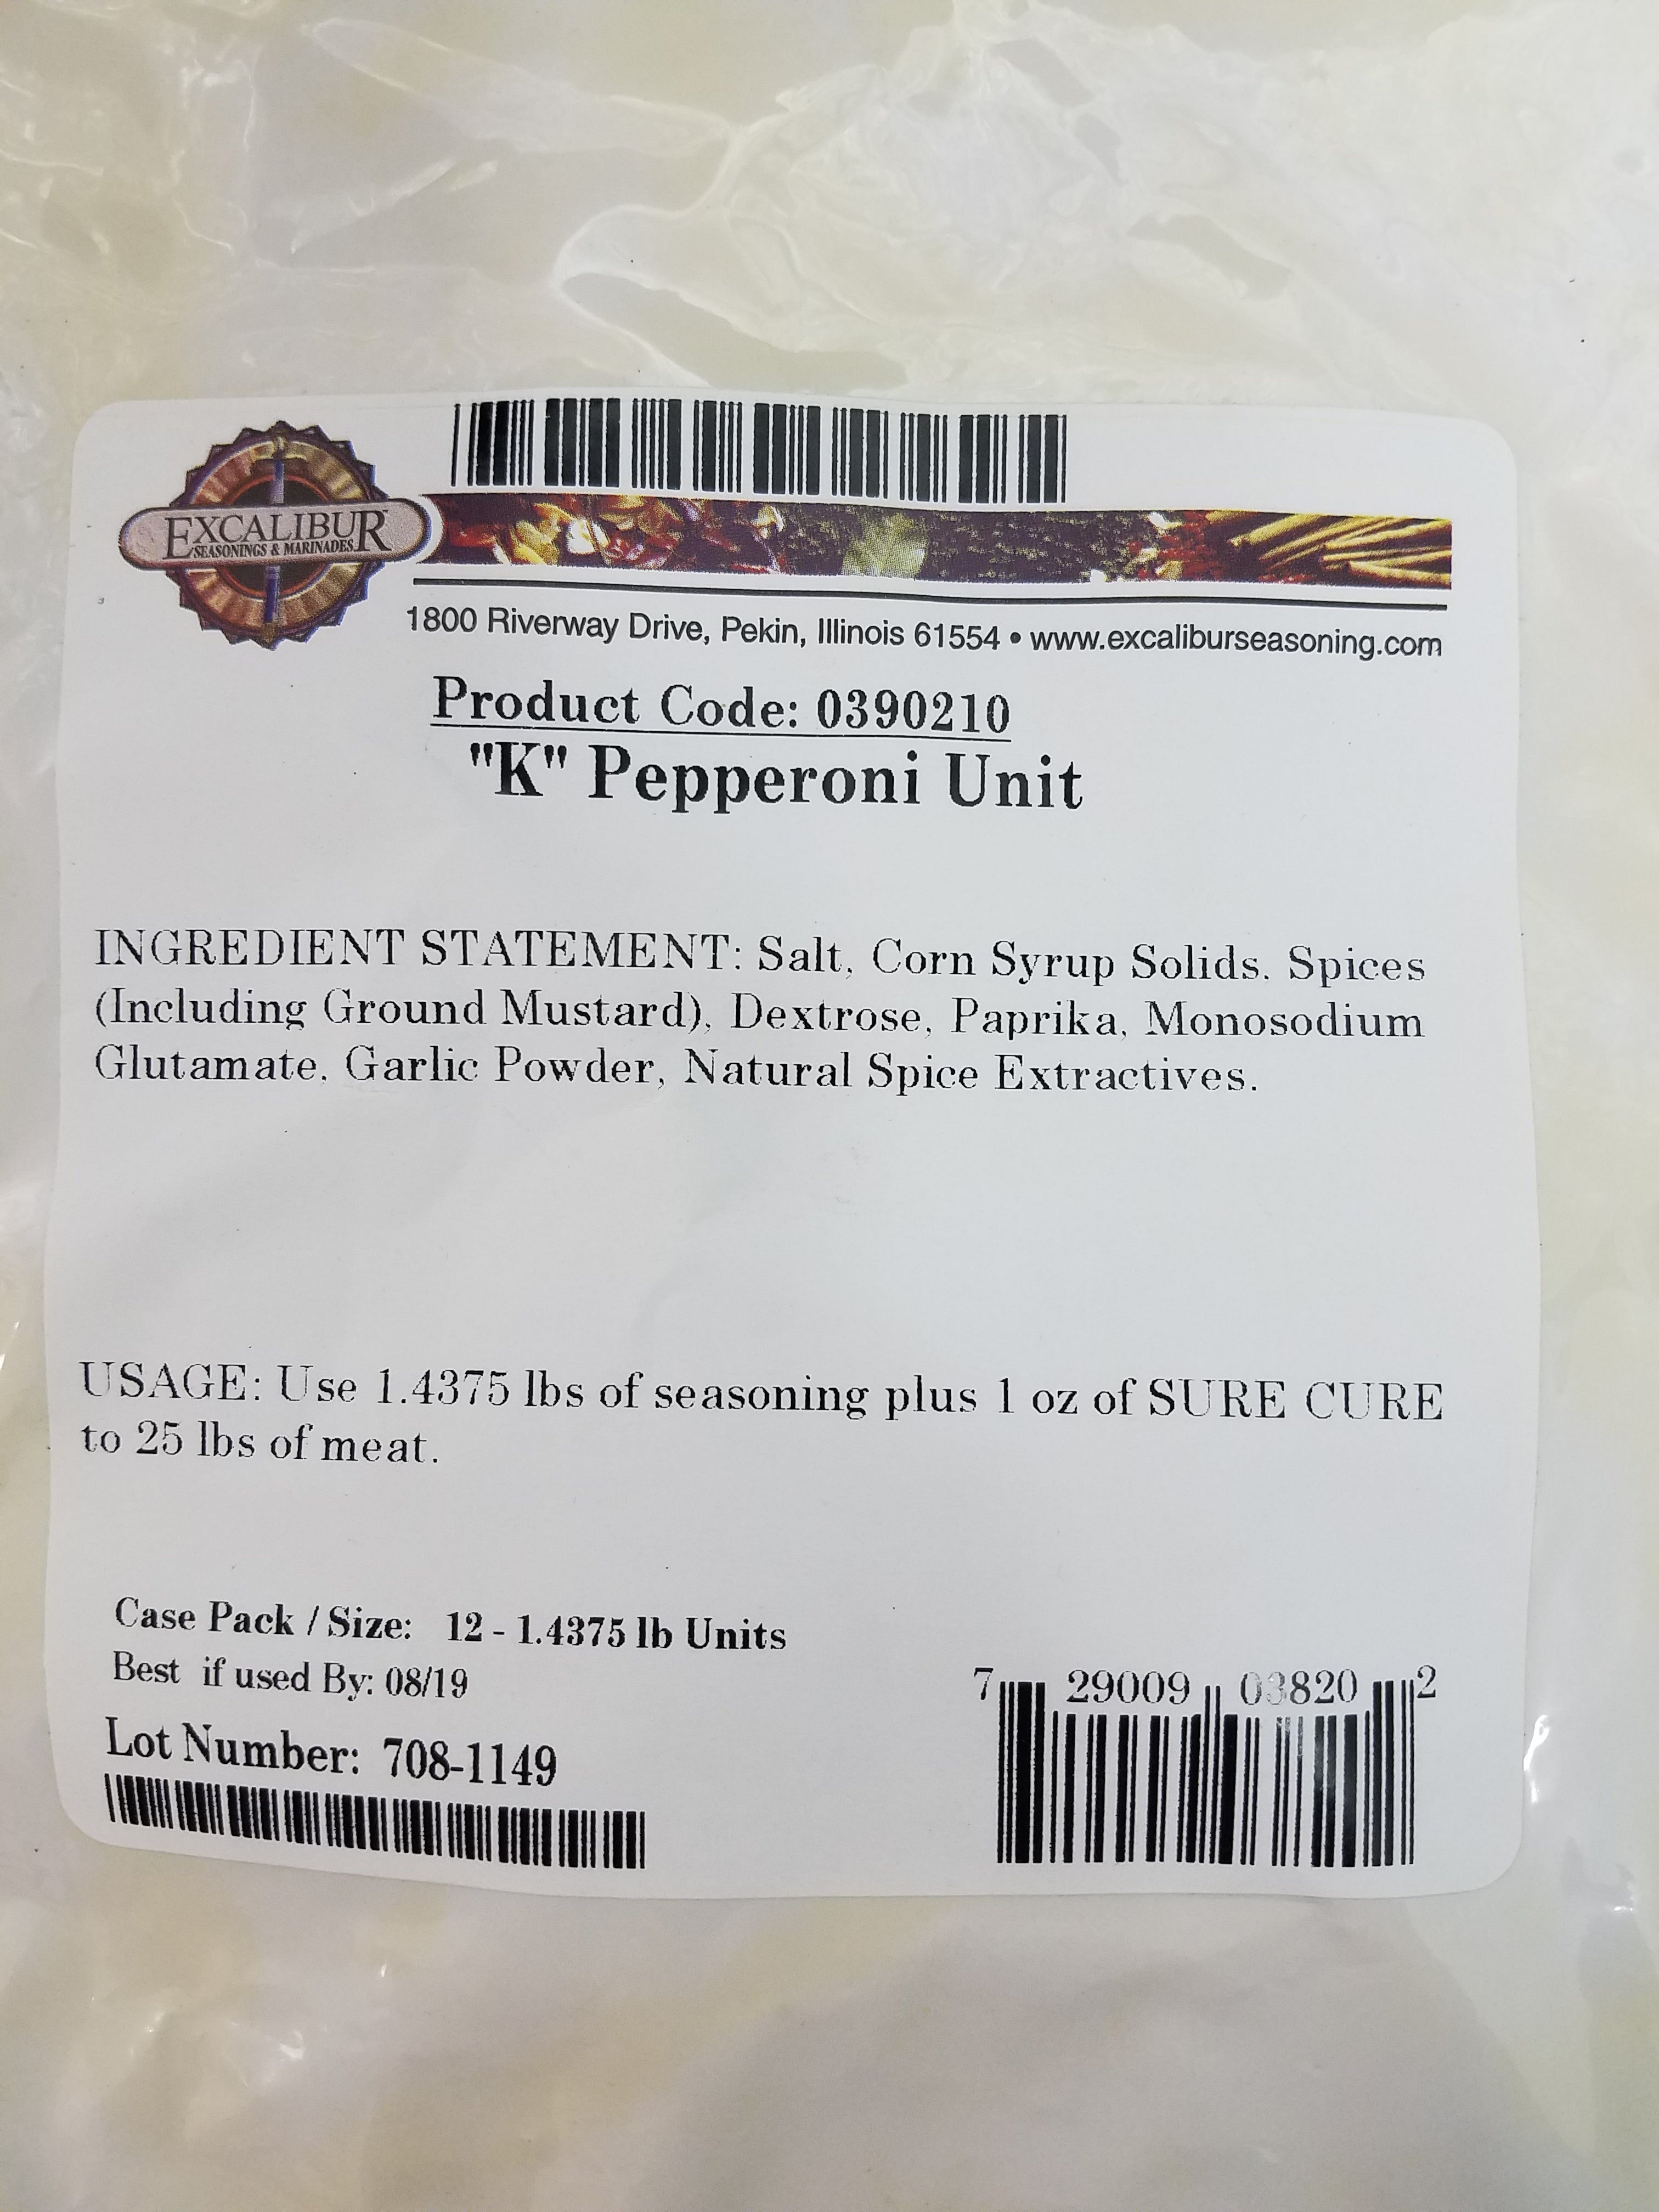 EXCALIBUR
SEASONINGS & MARINADES
1800 Riverway Drive, Pekin, Illinois 61554 • www.excaliburseasoning.com
Product Code: 0390210
"K" Pepperoni Unit
INGREDIENT STATEMENT: Salt, Corn Syrup Solids, Spices
(Including Ground Mustard), Dextrose, Paprika, Monosodium
Glutamate, Garlic Powder, Natural Spice Extractives.
USAGE: Use 1.4375 lbs of seasoning plus 1 oz of SURE CURE
to 25 lbs of meat.
Case Pack / Size: 12 - 1.4375 lb Units
Best if used By: 08/19
Lot Number: 708-1149
7 29009 03820 2